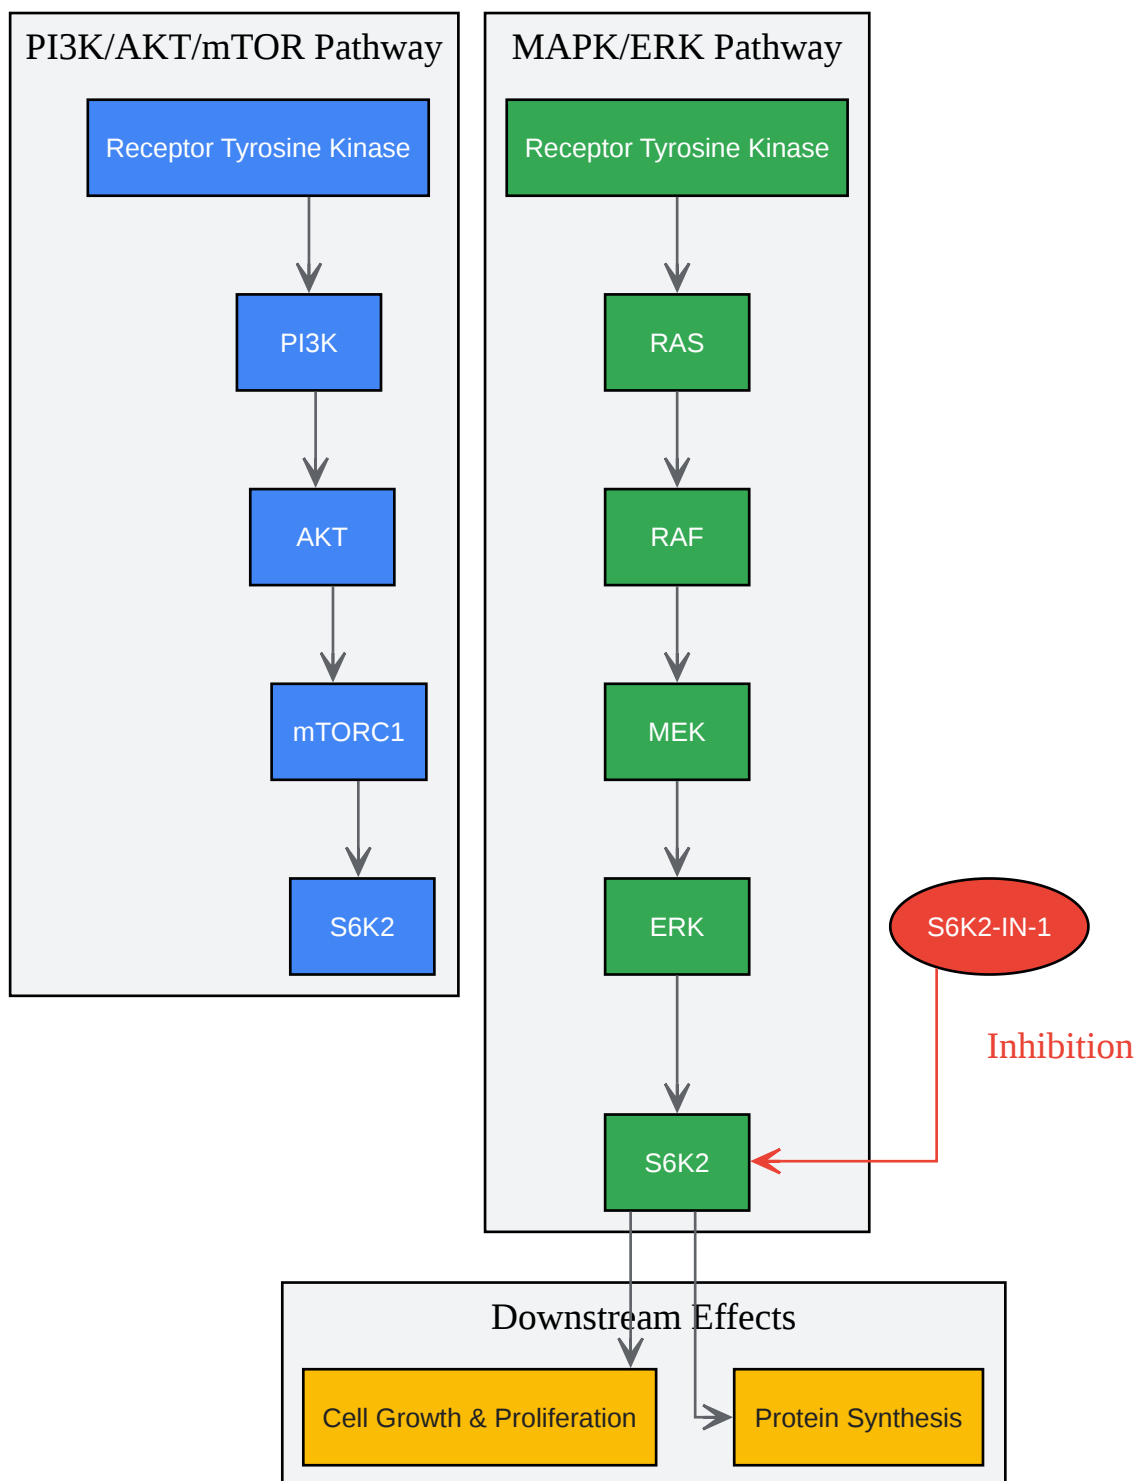 PI3K/AKT/mTOR Pathway
Receptor Tyrosine Kinase
PI3K
AKT
mTORC1
S6K2
MAPK/ERK Pathway
Receptor Tyrosine Kinase
RAS
RAF
MEK
ERK
S6K2
S6K2-IN-1
Inhibition
Downstream Effects
Cell Growth & Proliferation
Protein Synthesis